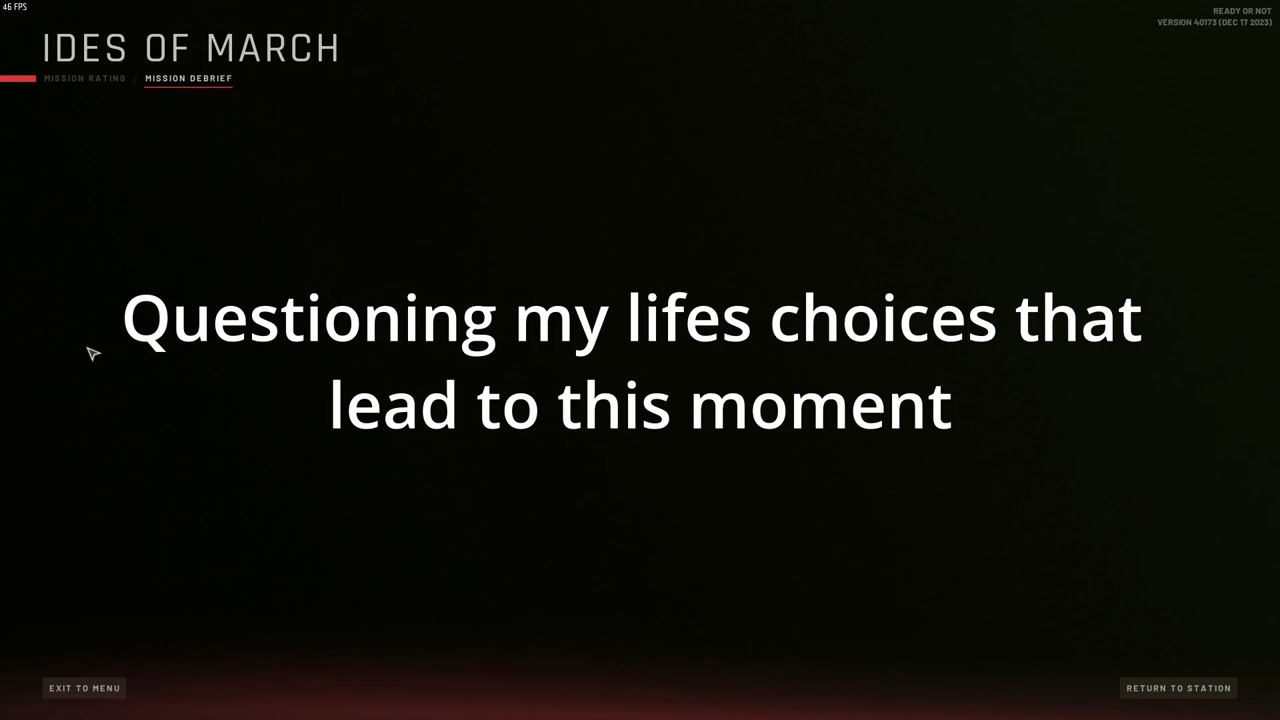 46 FPS
READY OR NOT
VERSION 40173 (DEC 17 2023)
IDES OF MARCH
MISSION RATING / MISSION DEBRIEF
Questioning my lifes choices that
lead to this moment
EXIT TO MENU
RETURN TO STATION